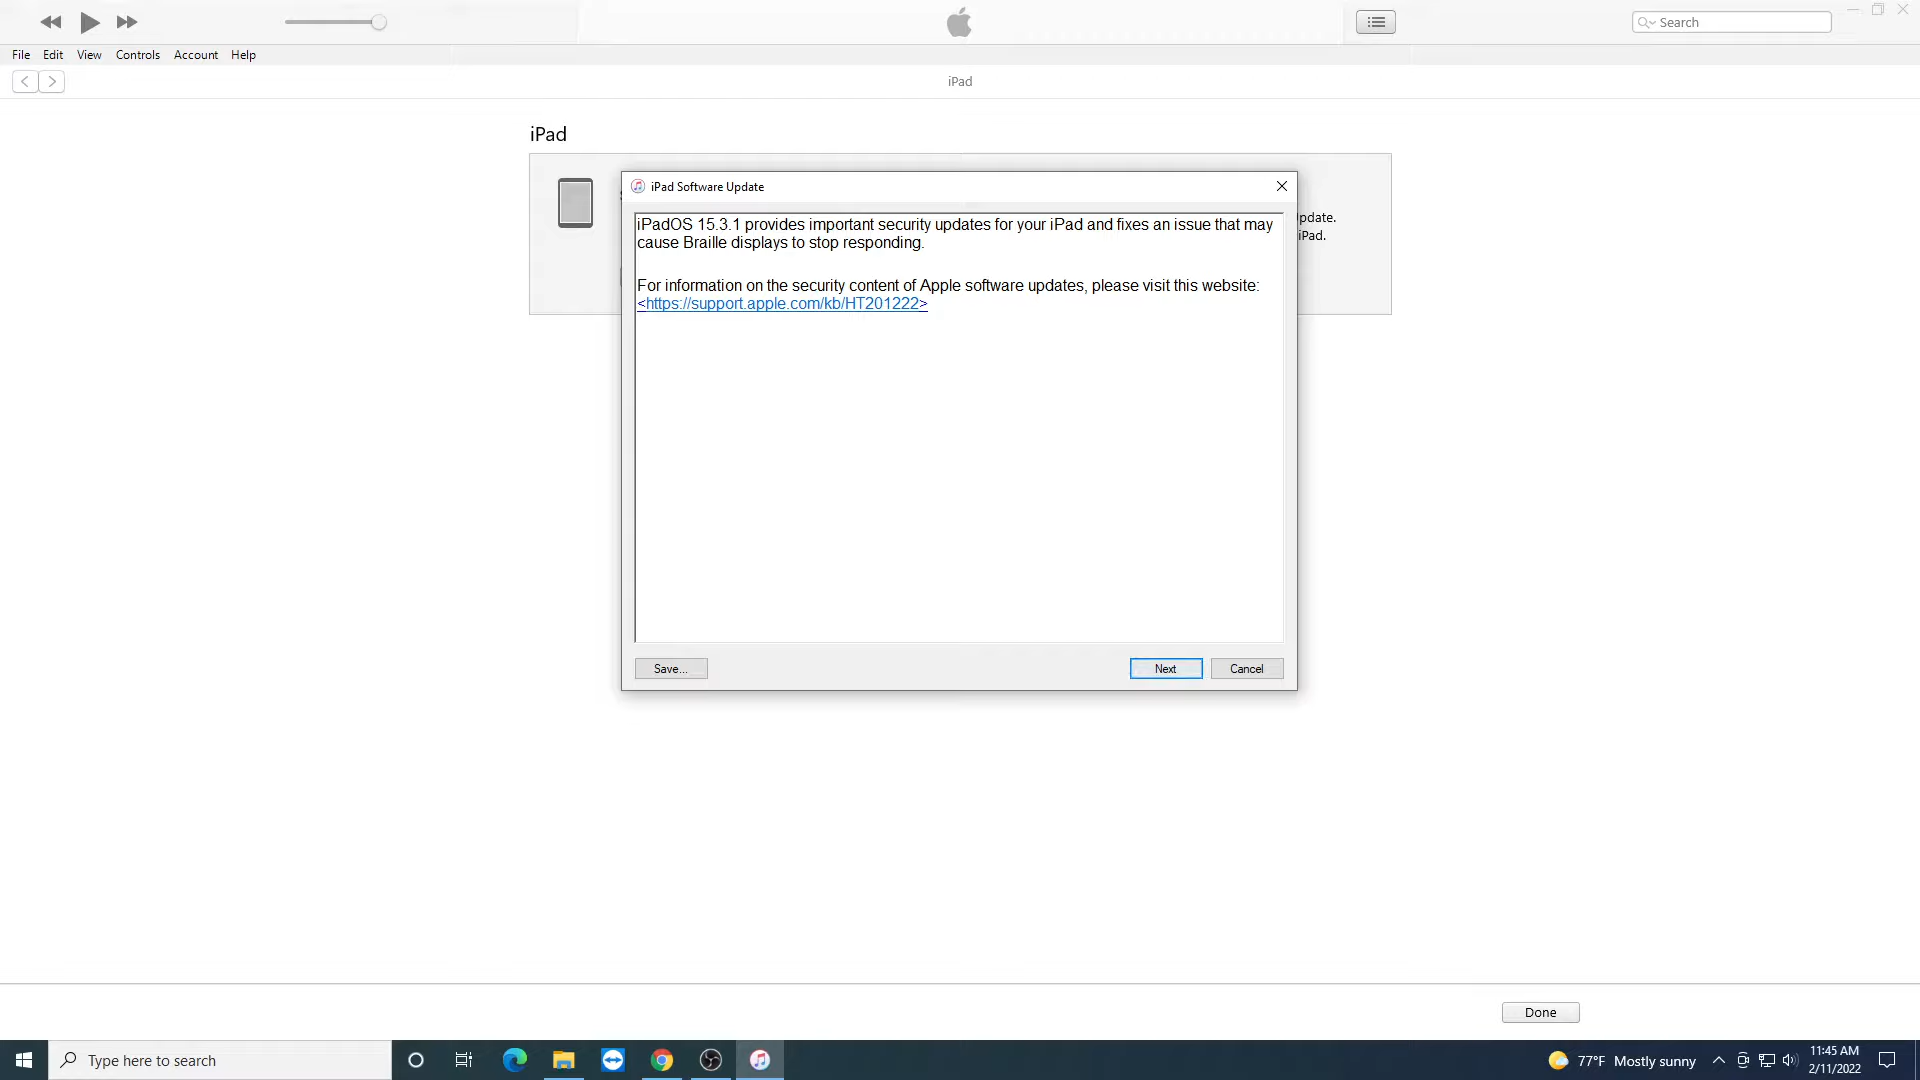 Search
File Edit View Controls Account Help
iPad
iPad
iPad Software Update
pdate.
iPad.
iPadOS 15.3.1 provides important security updates for your iPad and fixes an issue that may
cause Braille displays to stop responding.
For information on the security content of Apple software updates, please visit this website:
<https://support.apple.com/kb/HT201222>
Save... Next Cancel
Done
Type here to search
77°F Mostly sunny
11:45 AM
2/11/2022